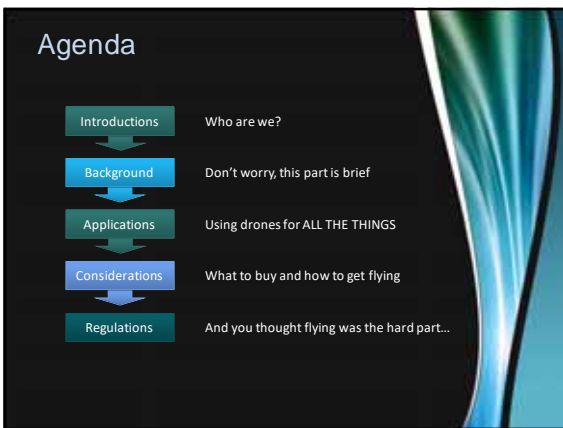 Agenda
Introductions Who are we?
Background Don't worry, this part is brief
Applications Using drones for ALL THE THINGS
Considerations What to buy and how to get flying
Regulations And you thought flying was the hard part…